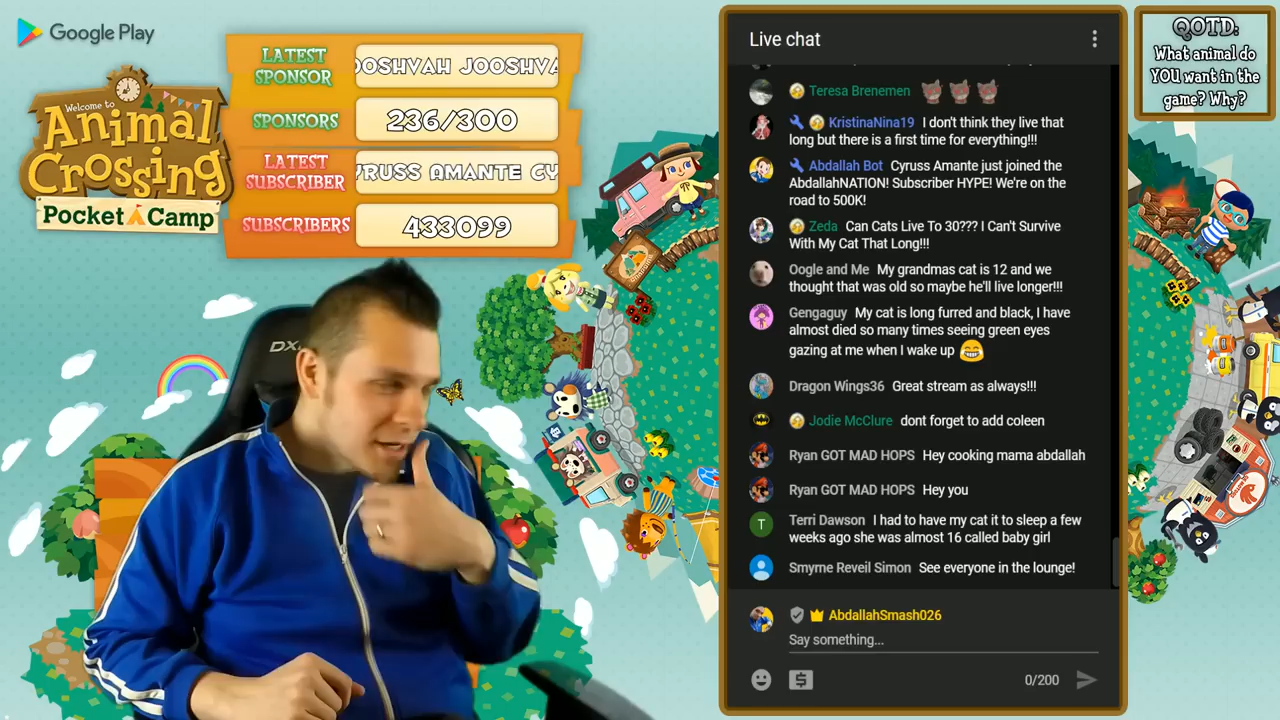 Google Play
Welcome to
Animal
Crossing
Pocket Camp
LATEST
SPONSOR
OOSHVAH JOOSHVA
SPONSORS
236/300
LATEST
SUBSCRIBER
YRUSS AMANTE CY
SUBSCRIBERS
433099
DX
Live chat
Teresa Brenemen
KristinaNina19 I don't think they live that
long but there is a first time for everything!!!
Abdallah Bot Cyruss Amante just joined the
AbdallahNATION! Subscriber HYPE! We're on the
road to 500K!
Zeda Can Cats Live To 30??? I Can't Survive
With My Cat That Long!!!
Oogle and Me My grandmas cat is 12 and we
thought that was old so maybe he'll live longer!!!
Gengaguy My cat is long furred and black, I have
almost died so many times seeing green eyes
gazing at me when I wake up 😂
Dragon Wings36 Great stream as always!!!
Jodie McClure dont forget to add coleen
Ryan GOT MAD HOPS Hey cooking mama abdallah
Ryan GOT MAD HOPS Hey you
T Terri Dawson I had to have my cat it to sleep a few
weeks ago she was almost 16 called baby girl
Smyrne Reveil Simon See everyone in the lounge!
AbdallahSmash026
Say something...
0/200
QOTD:
What animal do
YOU want in the
game? Why?